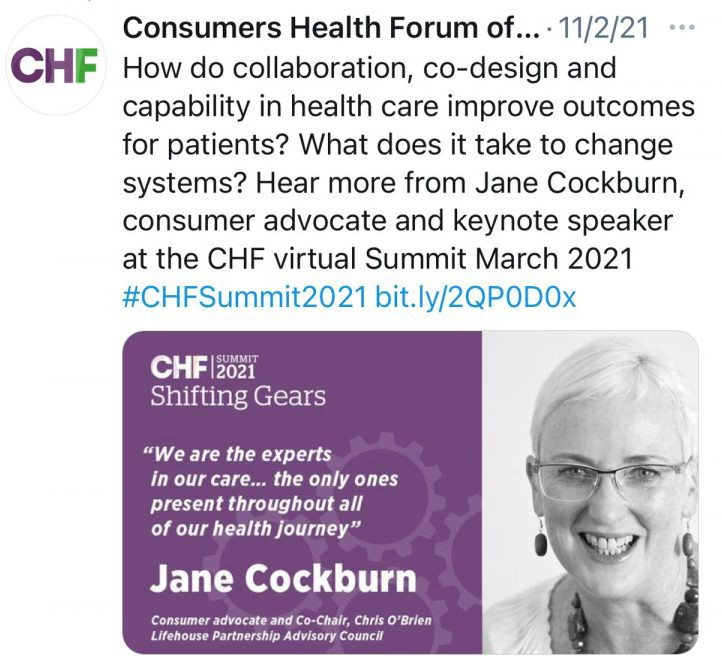 CHF
Consumers Health Forum of... · 11/2/21 ···
How do collaboration, co-design and
capability in health care improve outcomes
for patients? What does it take to change
systems? Hear more from Jane Cockburn,
consumer advocate and keynote speaker
at the CHF virtual Summit March 2021
#CHFSummit2021 bit.ly/2QP0D0x
CHF | SUMMIT 2021
Shifting Gears
“We are the experts
in our care... the only ones
present throughout all
of our health journey”
Jane Cockburn
Consumer advocate and Co-Chair, Chris O’Brien
Lifehouse Partnership Advisory Council